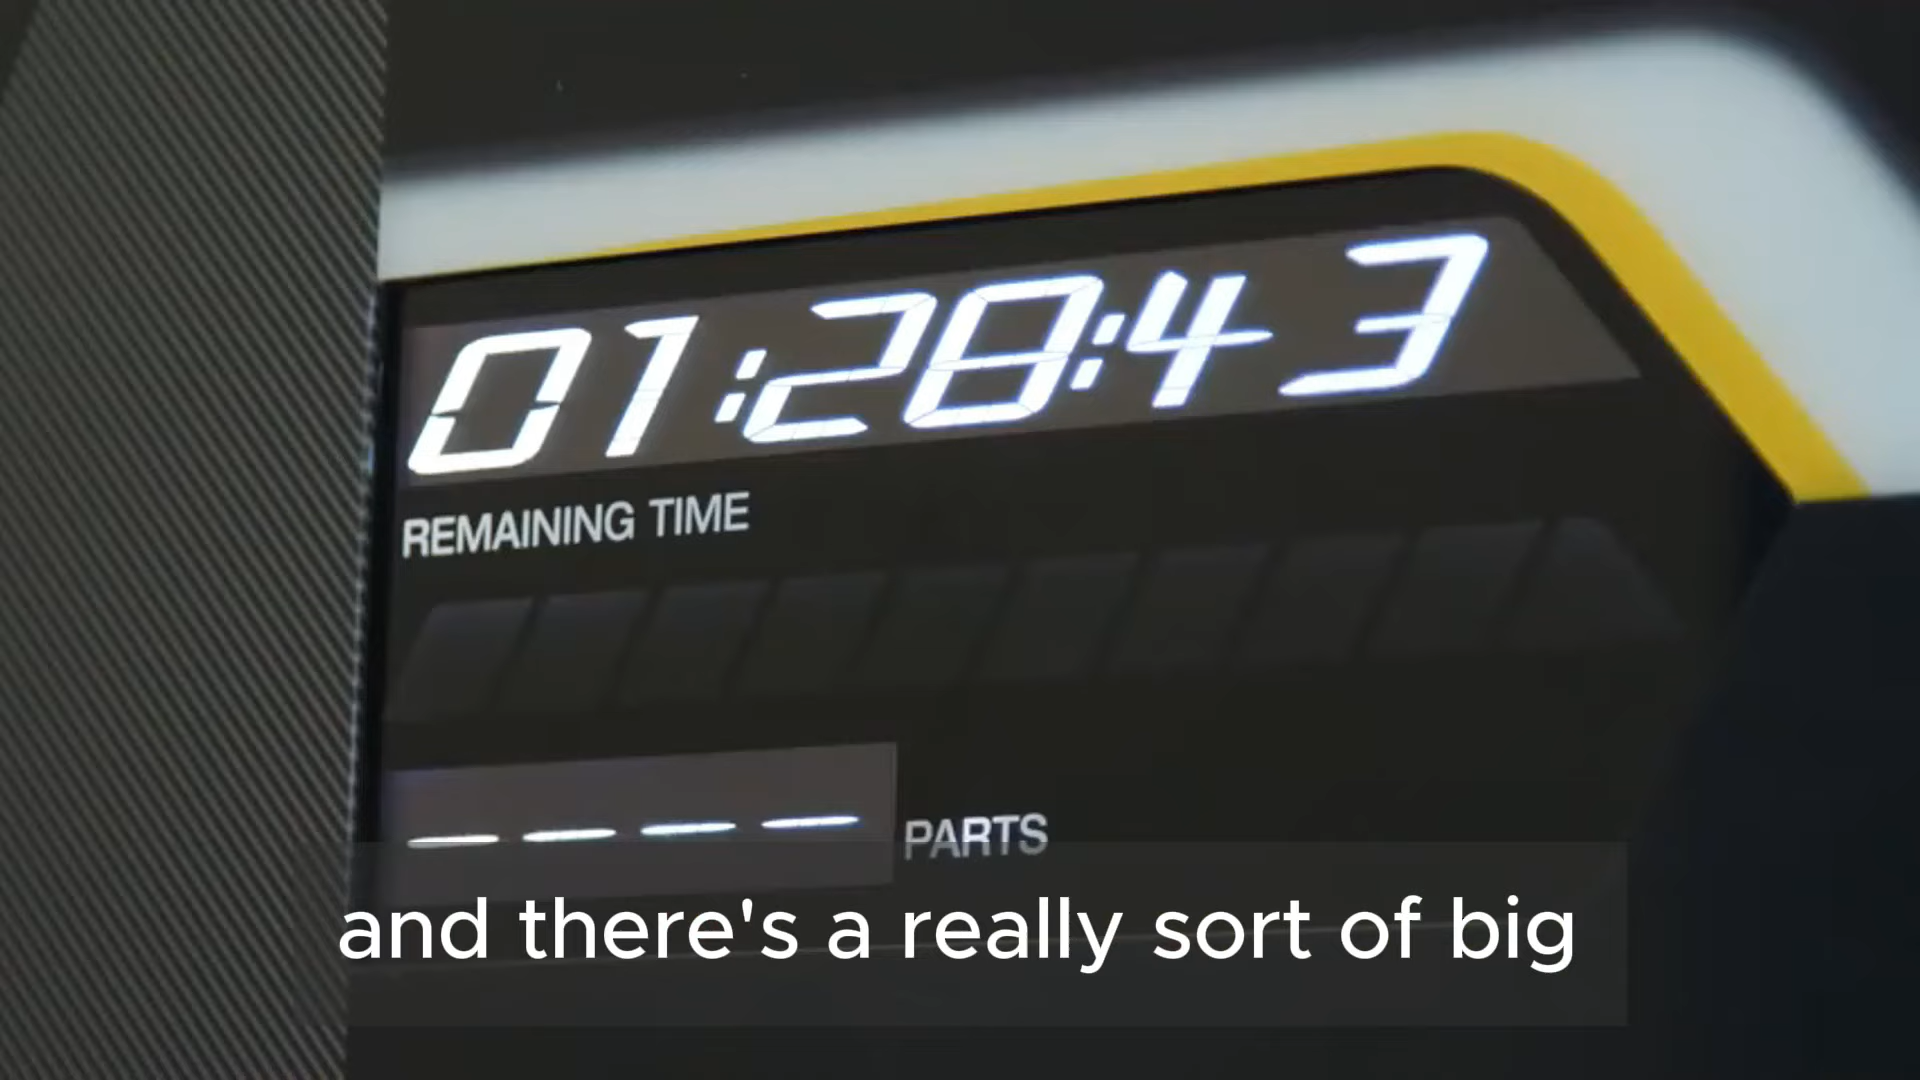 01:28:43
REMAINING TIME
---- PARTS
and there's a really sort of big